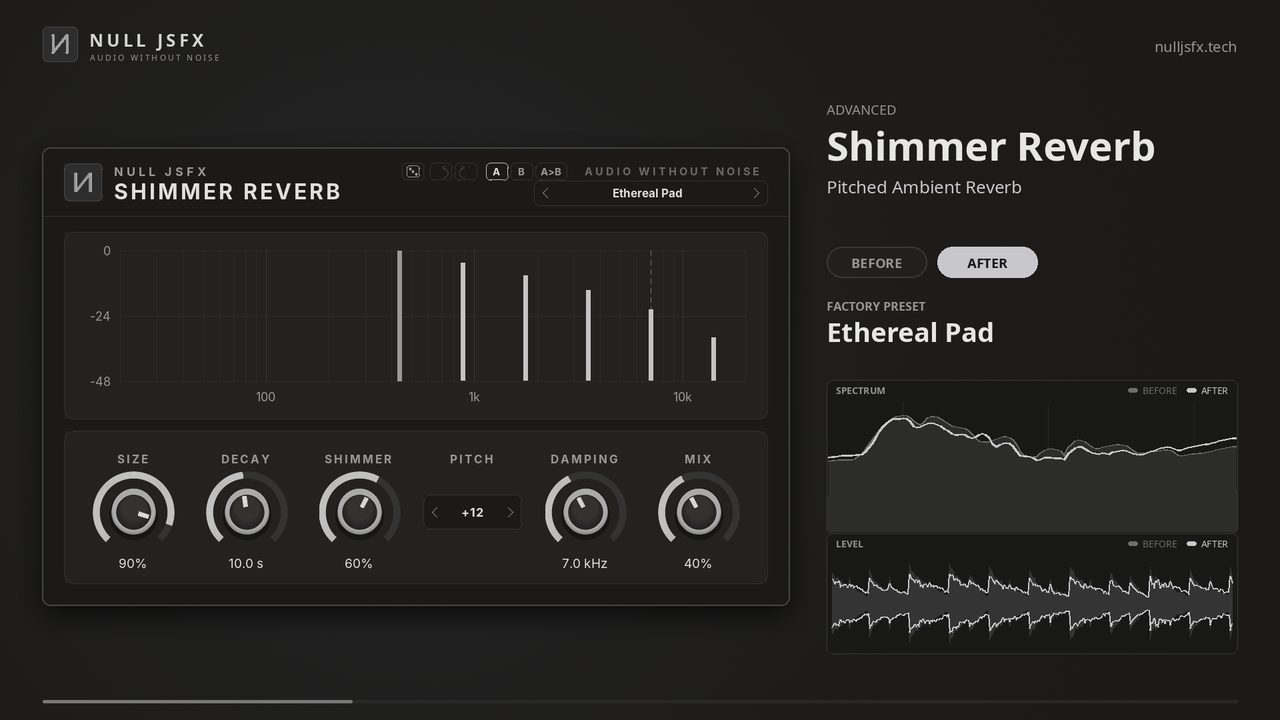 NULL JSFX
AUDIO WITHOUT NOISE
nulljsfx.tech
NULL JSFX
SHIMMER REVERB
A B A>B
AUDIO WITHOUT NOISE
Ethereal Pad
0
-24
-48
100 1k 10k
SIZE DECAY SHIMMER PITCH DAMPING MIX
+12
90% 10.0 s 60% 7.0 kHz 40%
ADVANCED
Shimmer Reverb
Pitched Ambient Reverb
BEFORE AFTER
FACTORY PRESET
Ethereal Pad
SPECTRUM BEFORE AFTER
LEVEL BEFORE AFTER